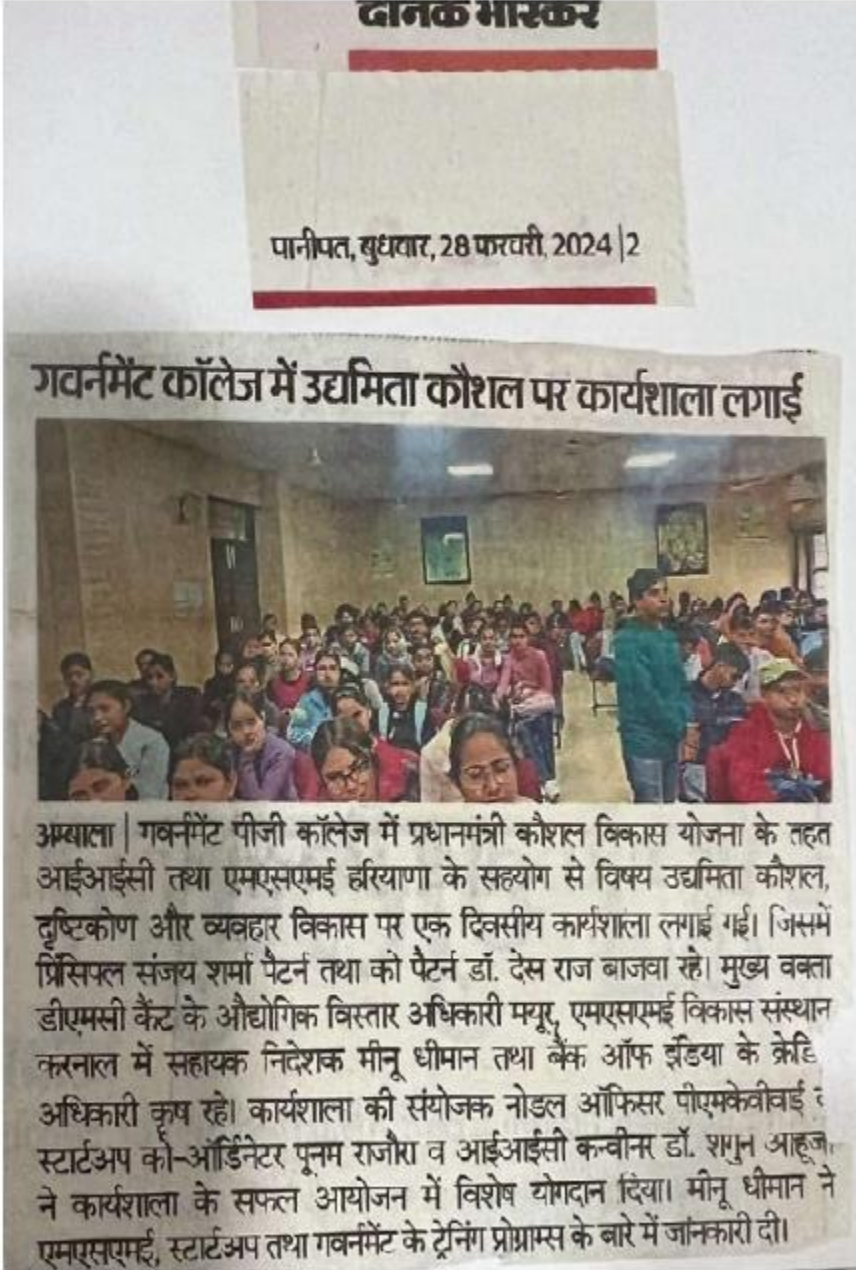 दैनिक भास्कर
पानीपत, बुधवार, 28 फरवरी, 2024 | 2
गवर्नमेंट कॉलेज में उद्यमिता कौशल पर कार्यशाला लगाई
अम्बाला | गवर्नमेंट पीजी कॉलेज में प्रधानमंत्री कौशल विकास योजना के तहत
आईआईसी तथा एमएसएमई हरियाणा के सहयोग से विषय उद्यमिता कौशल,
दृष्टिकोण और व्यवहार विकास पर एक दिवसीय कार्यशाला लगाई गई। जिसमें
प्रिंसिपल संजय शर्मा पैटर्न तथा को पैटर्न डॉ. देस राज बाजवा रहे। मुख्य वक्ता
डीएमसी कैंट के औद्योगिक विस्तार अधिकारी मयूर, एमएसएमई विकास संस्थान
करनाल में सहायक निदेशक मीनू धीमान तथा बैंक ऑफ इंडिया के क्रेडि
अधिकारी कृष रहे। कार्यशाला की संयोजक नोडल ऑफिसर पीएमकेवीवाई
स्टार्टअप को-ऑर्डिनेटर पूनम राजौरा व आईआईसी कन्वीनर डॉ. शगुन आहूज
ने कार्यशाला के सफल आयोजन में विशेष योगदान दिया। मीनू धीमान ने
एमएसएमई, स्टार्टअप तथा गवर्नमेंट के ट्रेनिंग प्रोग्राम्स के बारे में जानकारी दी।